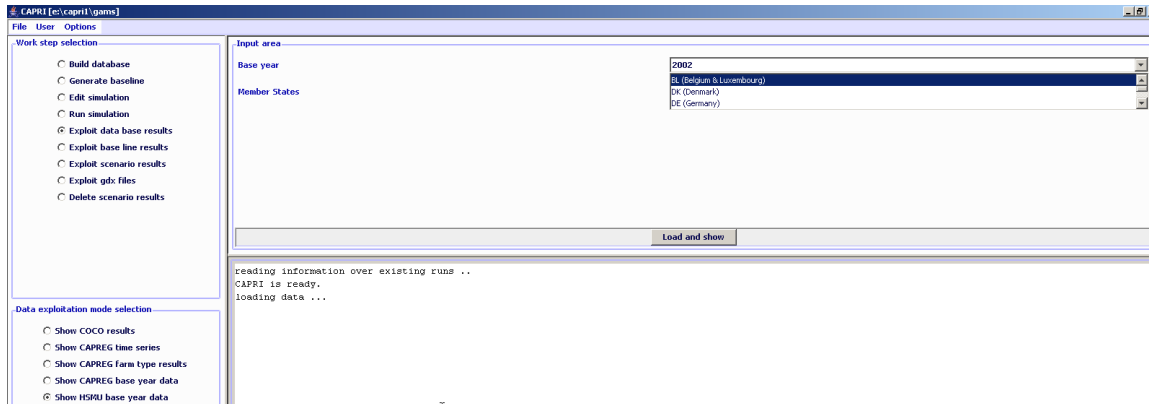 CAPRI [e:\capri1\gams]
File User Options
Work step selection
Build database
Generate baseline
Edit simulation
Run simulation
Exploit data base results
Exploit base line results
Exploit scenario results
Exploit gdx files
Delete scenario results
Input area
Base year 2002
Member States
BL (Belgium & Luxembourg)
DK (Denmark)
DE (Germany)
Load and show
reading information over existing runs ..
CAPRI is ready.
loading data ...
Data exploitation mode selection
Show COCO results
Show CAPREG time series
Show CAPREG farm type results
Show CAPREG base year data
Show HSMU base year data